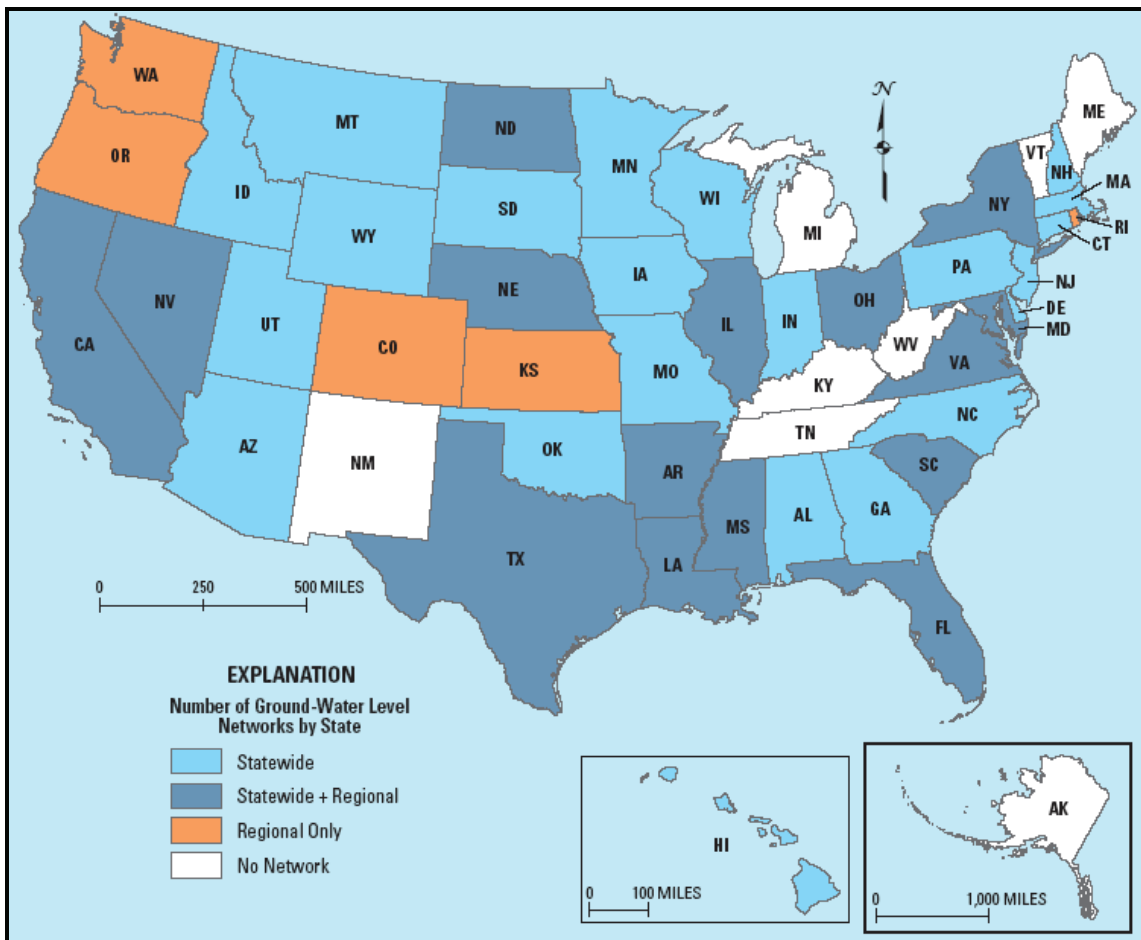 WA
ME
MT
ND
VT
OR
MN
NH
ID
MA
SD
WI
NY
WY
RI
MI
CT
IA
PA
NE
NJ
NV
OH
DE
UT
IL
IN
MD
CA
CO
WV
VA
KS
MO
KY
NC
TN
AZ
OK
NM
AR
SC
GA
AL
MS
TX
LA
0 250 500 MILES
FL
N
EXPLANATION
Number of Ground-Water Level
Networks by State
Statewide
Statewide + Regional
Regional Only
No Network
HI
0 100 MILES
AK
0 1,000 MILES